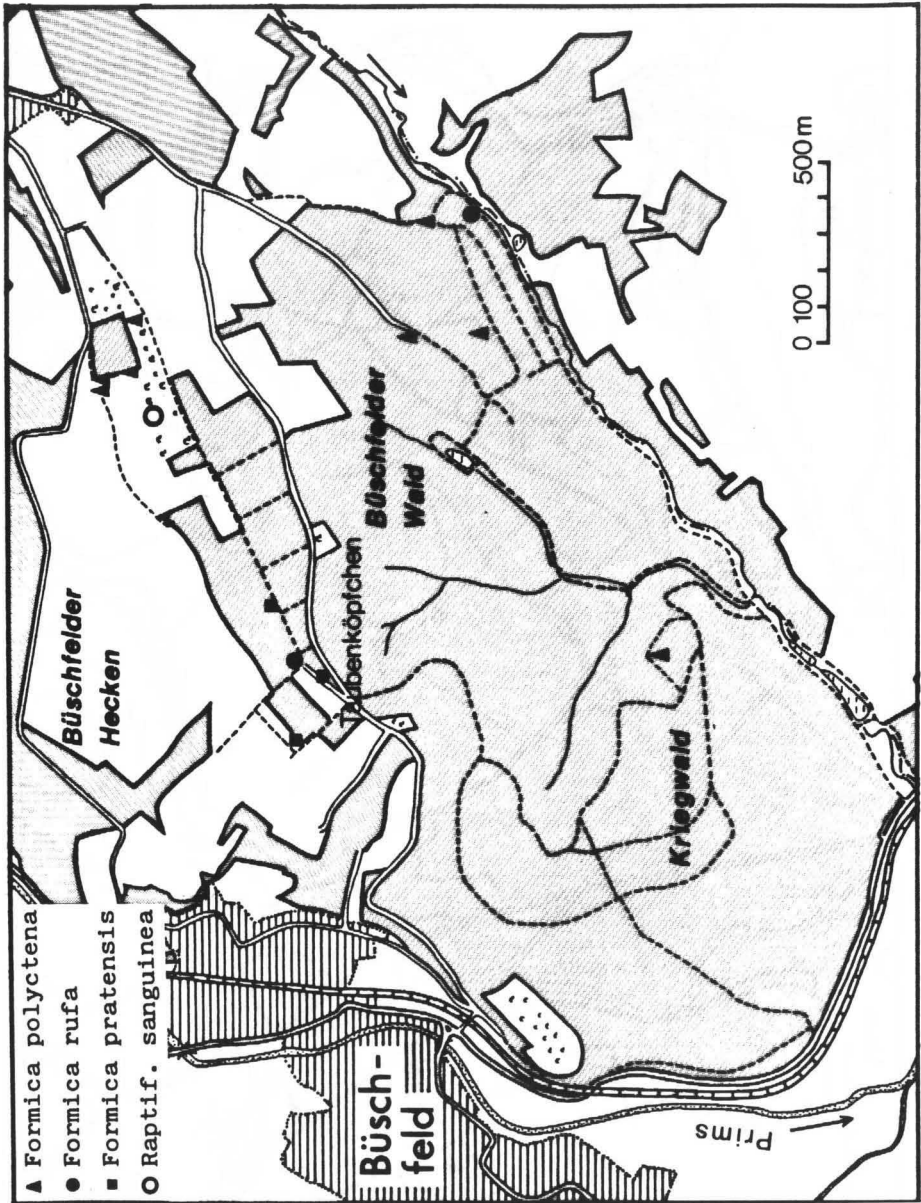 ▲ Formica polyctena
● Formica rufa
■ Formica pratensis
○ Raptif. sanguinea
Büschfelder
Hecken
Taubenköpfchen
Büschfelder
Wald
Kriegwald
Büsch-
feld
Prims
0 100 500 m